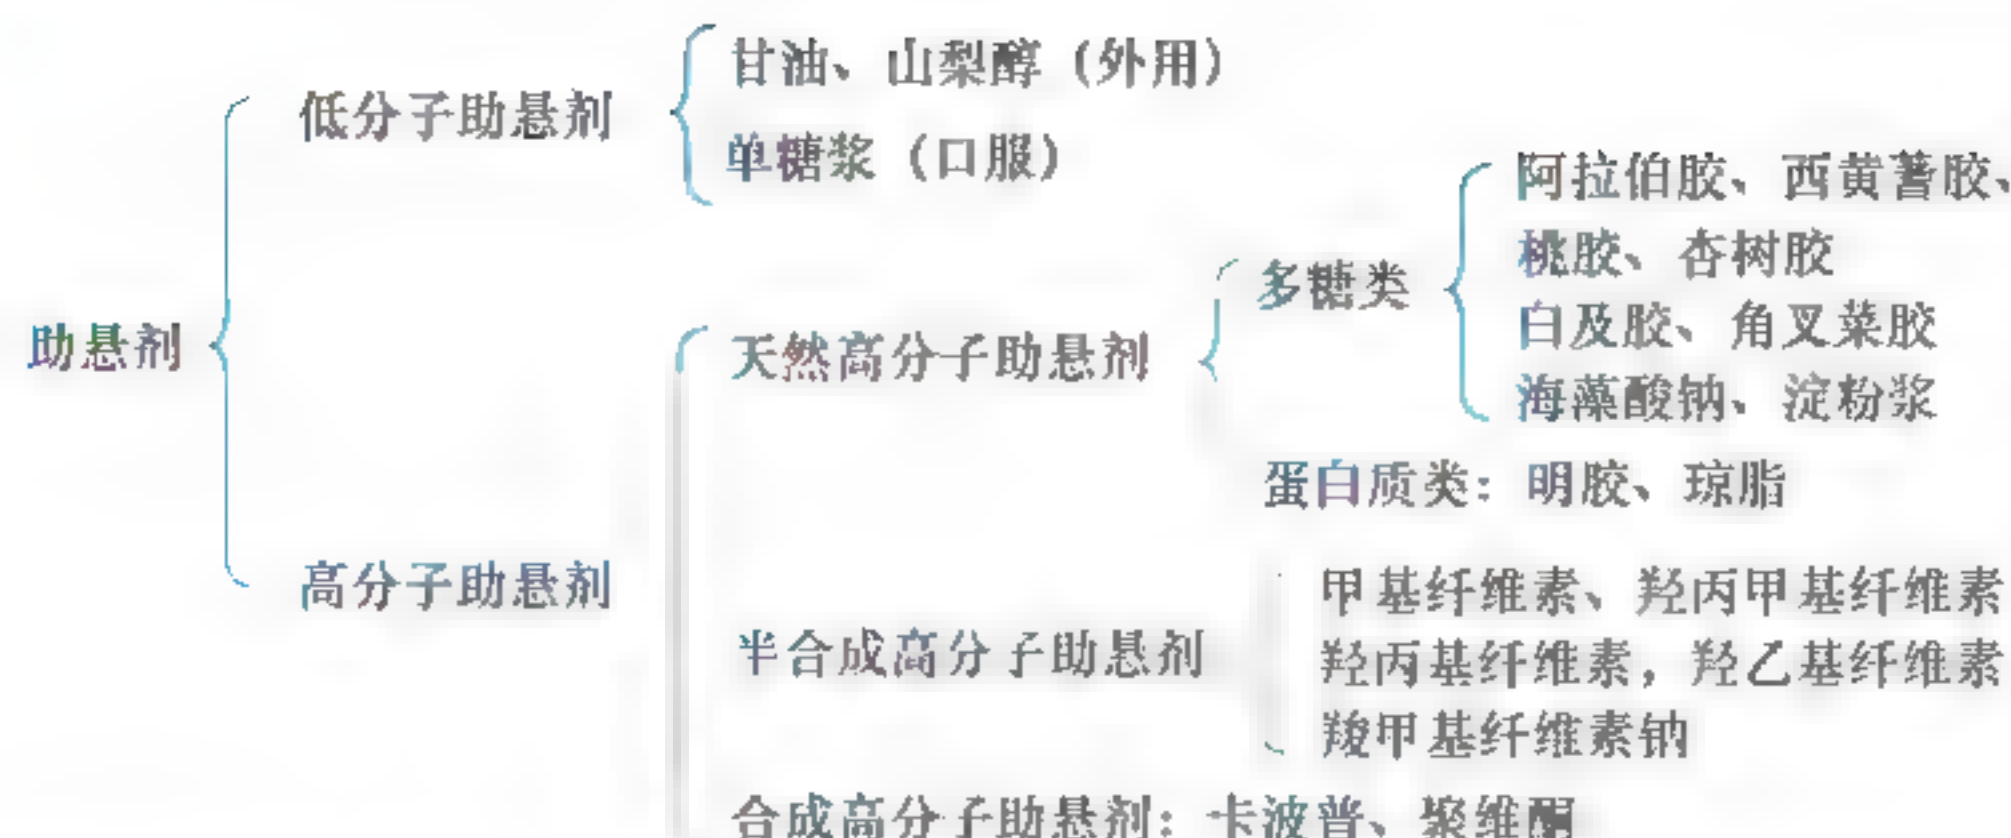 甘油、山梨醇（外用）
低分子助悬剂
单糖浆（口服）
阿拉伯胶、西黄蓍胶、
桃胶、杏树胶
多糖类
白及胶、角叉菜胶
助悬剂
天然高分子助悬剂
海藻酸钠、淀粉浆
蛋白质类：明胶、琼脂
高分子助悬剂
甲基纤维素、羟丙甲基纤维素
半合成高分子助悬剂
羟丙基纤维素，羟乙基纤维素
羧甲基纤维素钠
合成高分子助悬剂：卡波普、聚维酮